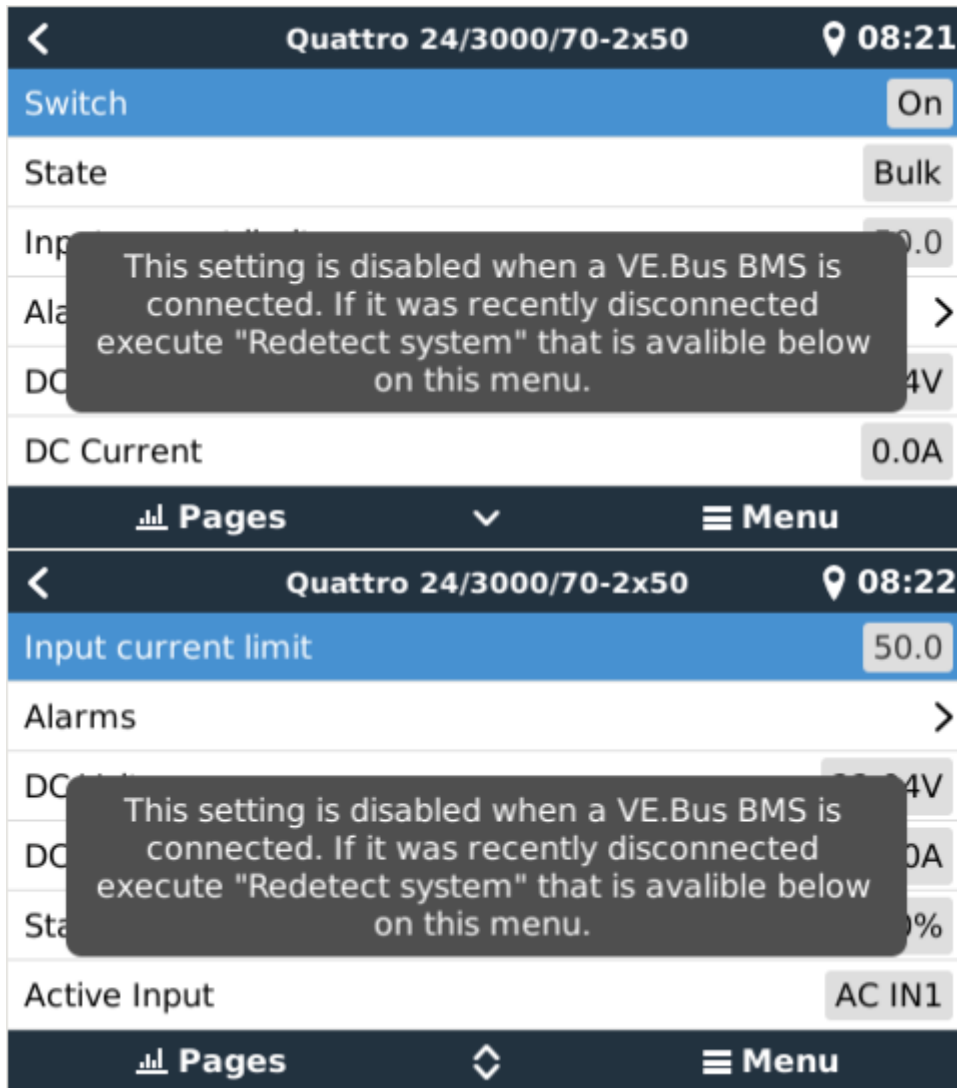 Quattro 24/3000/70-2x50 08:21
Switch On
State Bulk
This setting is disabled when a VE.Bus BMS is
connected. If it was recently disconnected
execute "Redetect system" that is avalible below
on this menu.
DC Current 0.0A
Pages Menu
Quattro 24/3000/70-2x50 08:22
Input current limit 50.0
Alarms
This setting is disabled when a VE.Bus BMS is
connected. If it was recently disconnected
execute "Redetect system" that is avalible below
on this menu.
Active Input AC IN1
Pages Menu